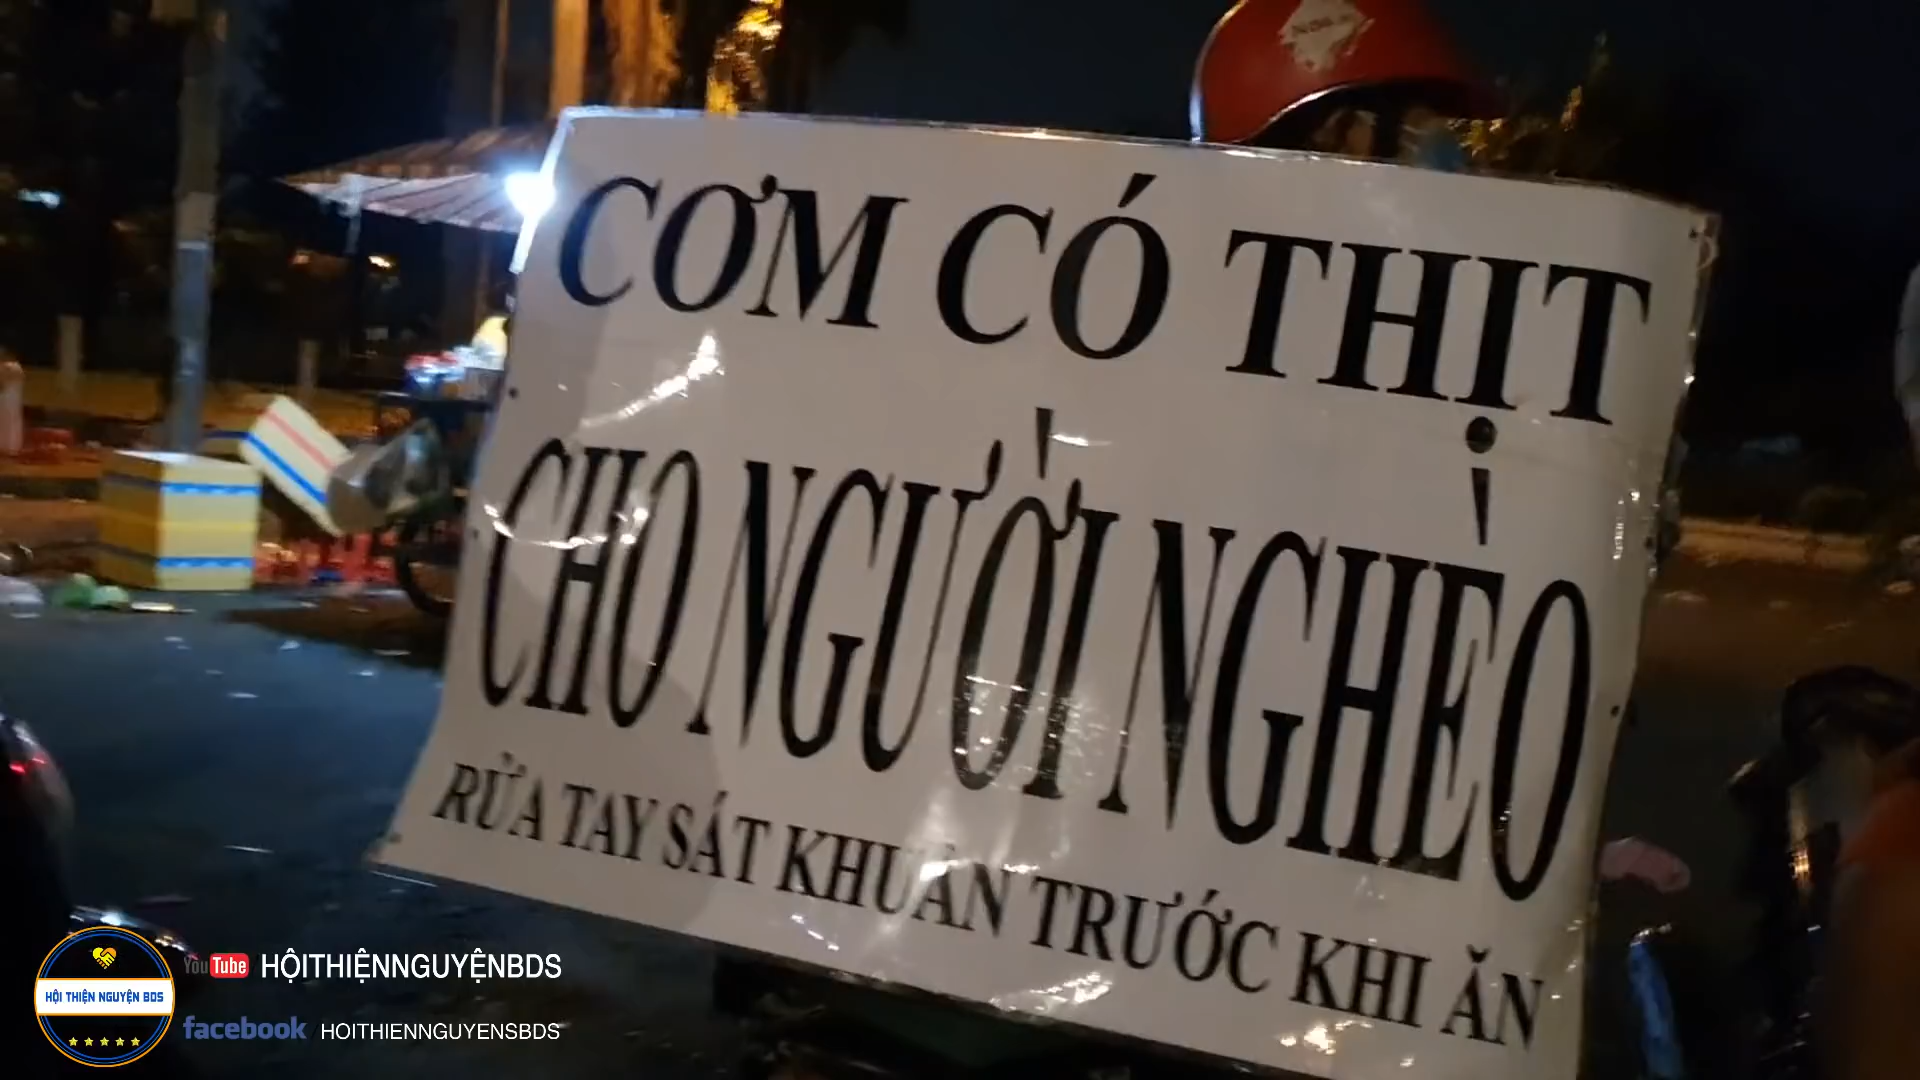 CƠM CÓ THỊT
CHO NGƯỜI NGHÈO
RỬA TAY SÁT KHUẨN TRƯỚC KHI ĂN
HỘI THIỆN NGUYỆN BDS
YouTube HỘITHIỆNNGUYỆNBDS
facebook HOITHIENNGUYENSBDS